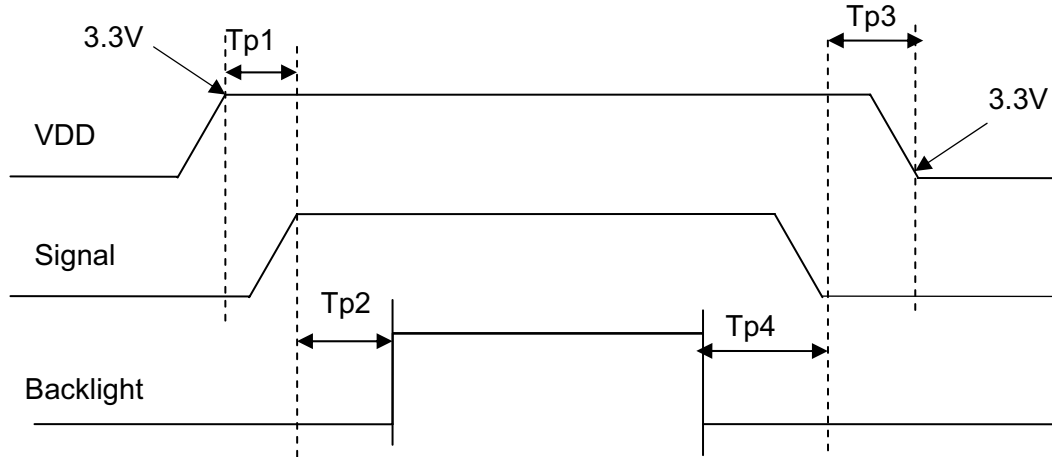 3.3V
Tp1
Tp3
3.3V
VDD
Signal
Tp2
Tp4
Backlight